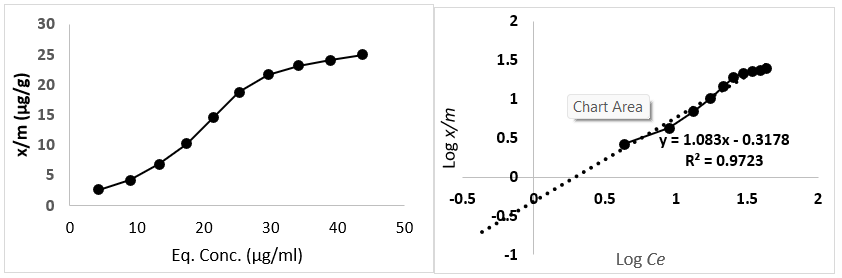 30
25
20
15
10
5
0
x/m (µg/g)
0 10 20 30 40 50
Eq. Conc. (µg/ml)
2
1.5
1
0.5
0
-0.5
-1
Log x/m
Chart Area
y = 1.083x - 0.3178
R² = 0.9723
-0.5 0 0.5 1 1.5 2
Log Ce